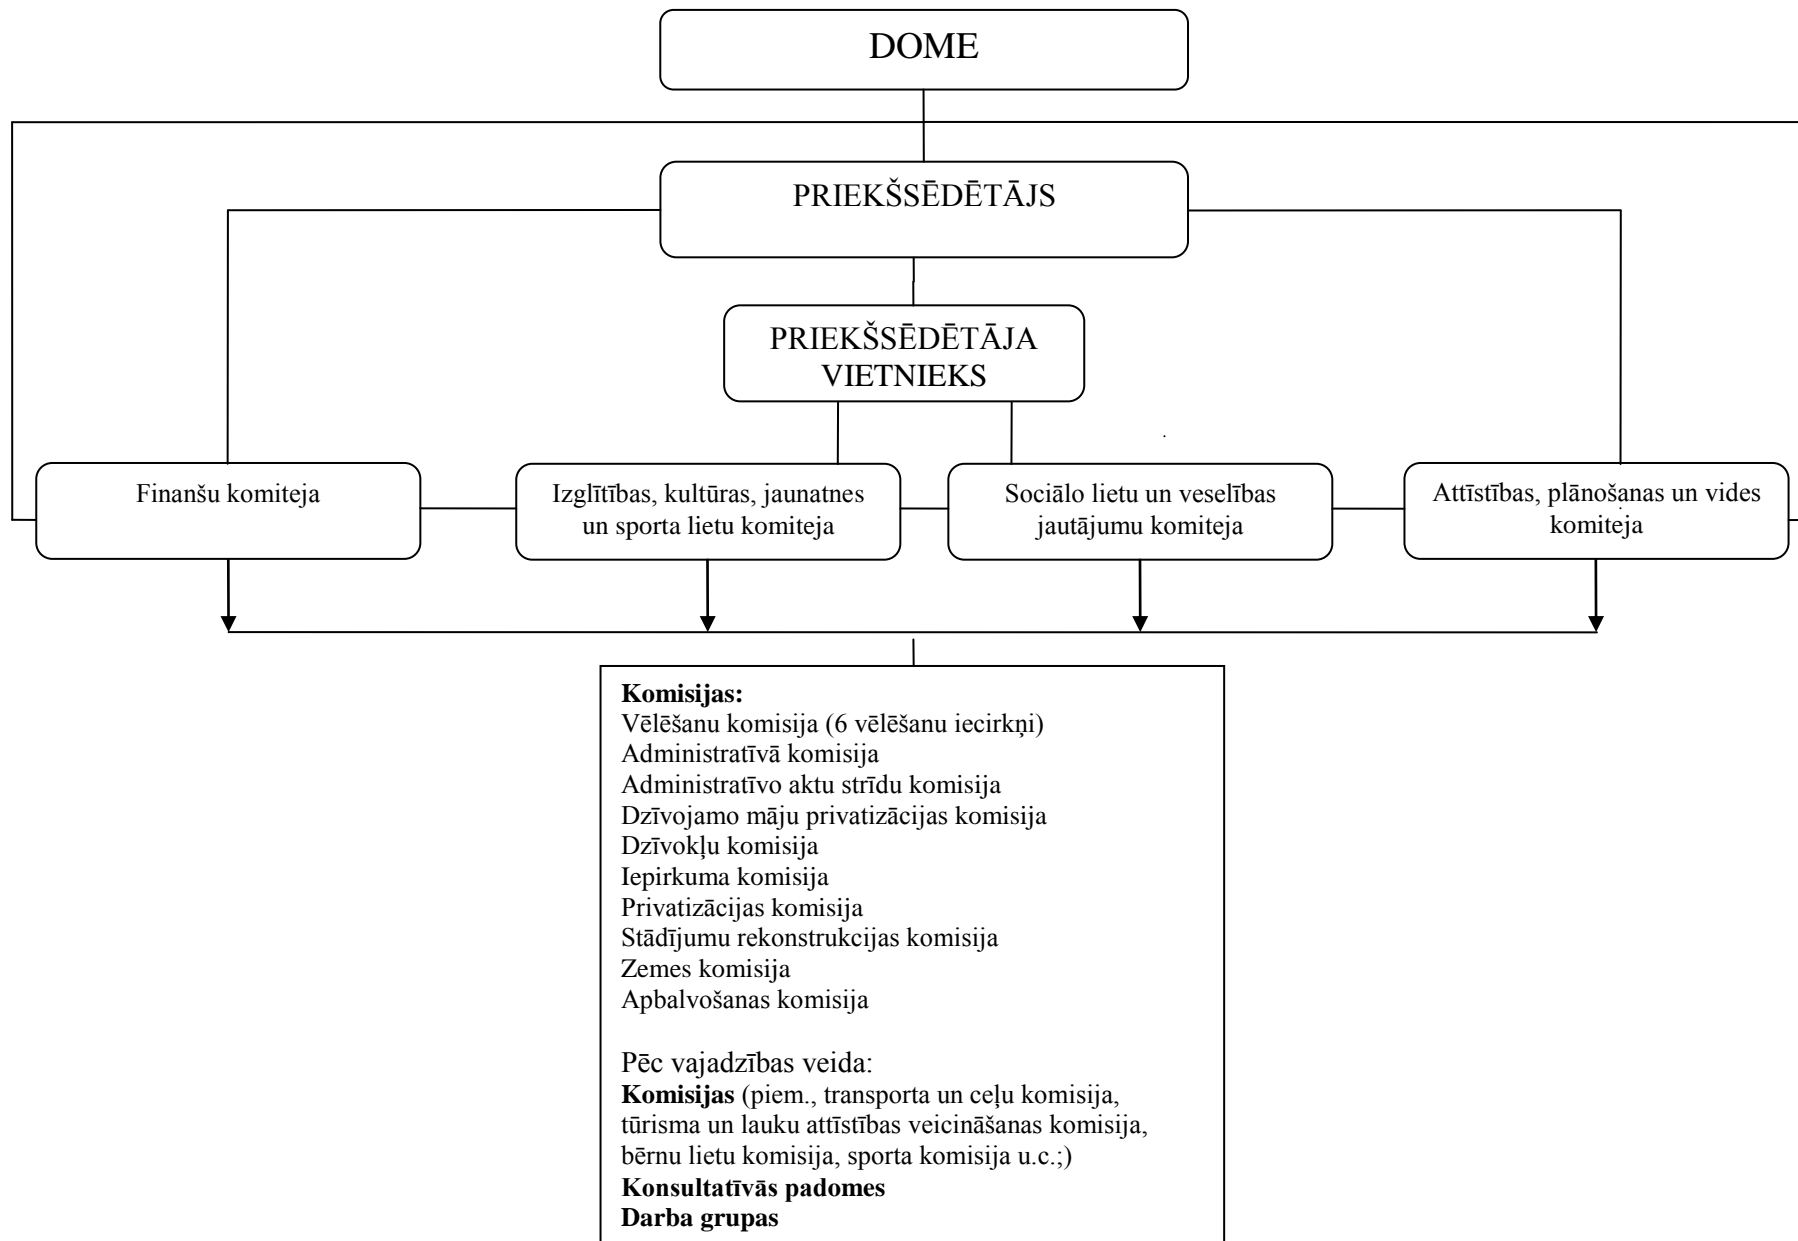 DOME
PRIEKŠSĒDĒTĀJS
PRIEKŠSĒDĒTĀJA
VIETNIEKS
Finanšu komiteja
Izglītības, kultūras, jaunatnes
un sporta lietu komiteja
Sociālo lietu un veselības
jautājumu komiteja
Attīstības, plānošanas un vides
komiteja
Komisijas:
Vēlēšanu komisija (6 vēlēšanu iecirkņi)
Administratīvā komisija
Administratīvo aktu strīdu komisija
Dzīvojamo māju privatizācijas komisija
Dzīvokļu komisija
Iepirkuma komisija
Privatizācijas komisija
Stādījumu rekonstrukcijas komisija
Zemes komisija
Apbalvošanas komisija
Pēc vajadzības veida:
Komisijas (piem., transporta un ceļu komisija,
tūrisma un lauku attīstības veicināšanas komisija,
bērnu lietu komisija, sporta komisija u.c.;)
Konsultatīvās padomes
Darba grupas